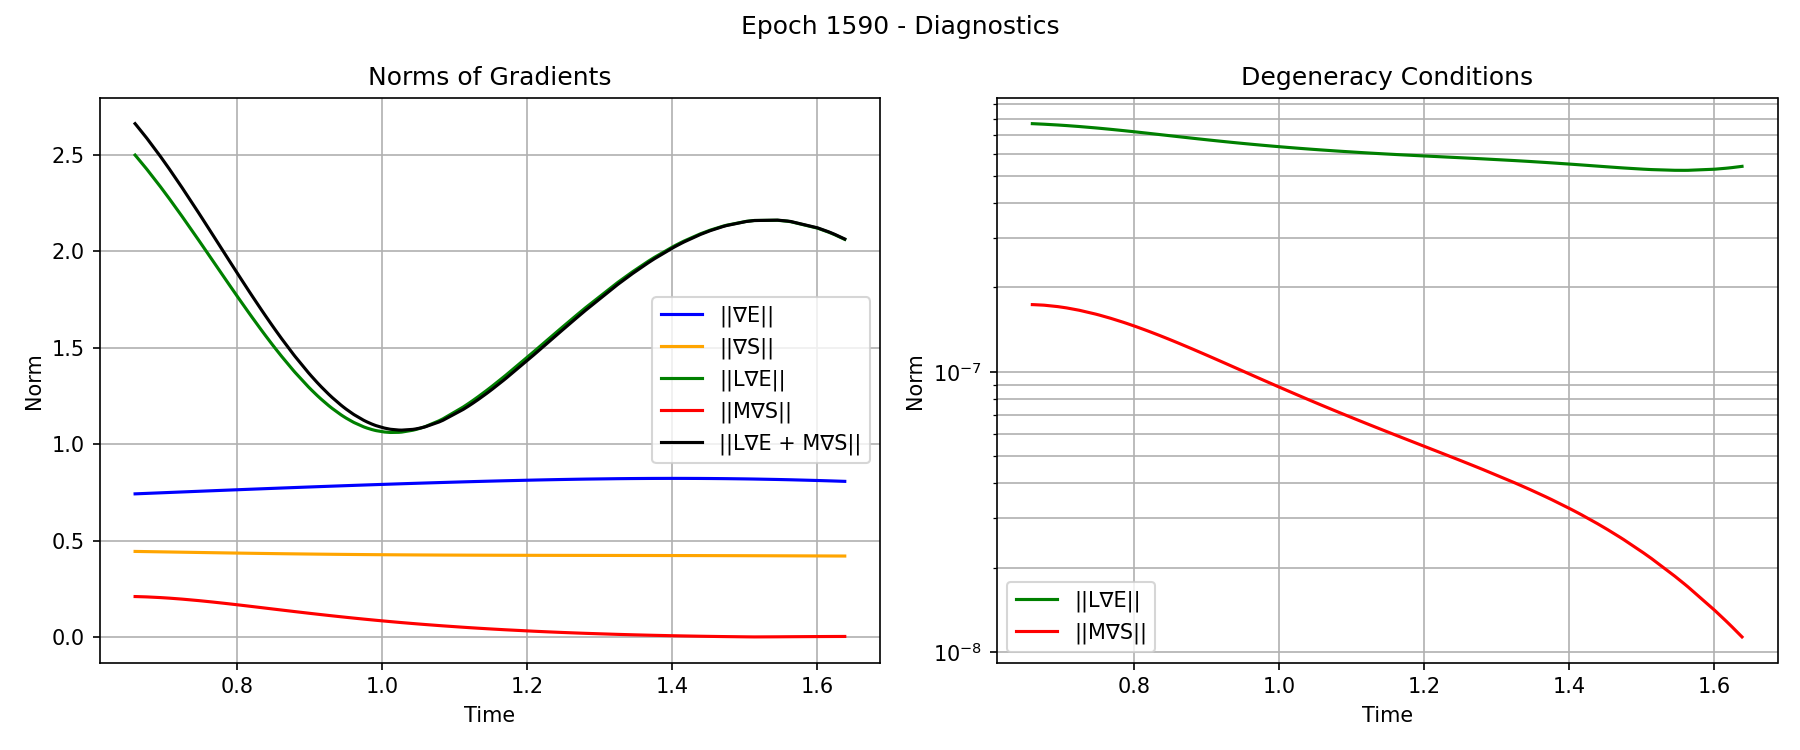 Epoch 1590 - Diagnostics
Norms of Gradients
Norm
2.5
2.0
1.5
1.0
0.5
0.0
0.8
1.0
1.2
1.4
1.6
Time
||∇E||
||∇S||
||L∇E||
||M∇S||
||L∇E + M∇S||
Degeneracy Conditions
Norm
10⁻⁷
10⁻⁸
0.8
1.0
1.2
1.4
1.6
Time
||L∇E||
||M∇S||